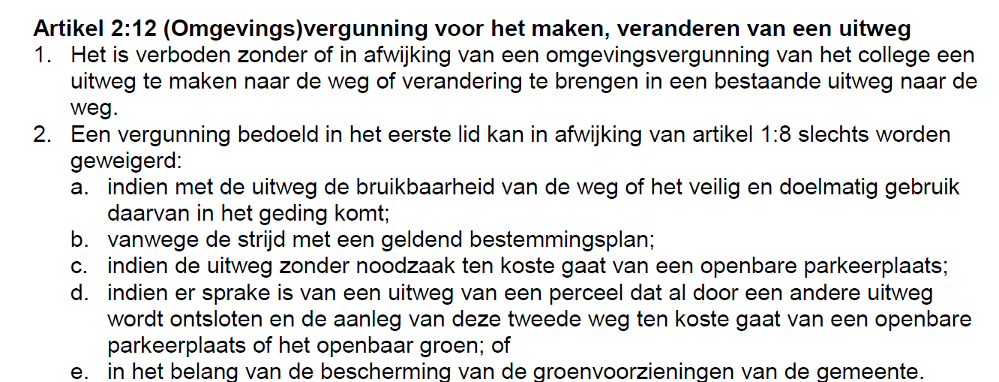 Artikel 2:12 (Omgevings)vergunning voor het maken, veranderen van een uitweg
1. Het is verboden zonder of in afwijking van een omgevingsvergunning van het college een
uitweg te maken naar de weg of verandering te brengen in een bestaande uitweg naar de
weg.
2. Een vergunning bedoeld in het eerste lid kan in afwijking van artikel 1:8 slechts worden
geweigerd:
a. indien met de uitweg de bruikbaarheid van de weg of het veilig en doelmatig gebruik
daarvan in het geding komt;
b. vanwege de strijd met een geldend bestemmingsplan;
c. indien de uitweg zonder noodzaak ten koste gaat van een openbare parkeerplaats;
d. indien er sprake is van een uitweg van een perceel dat al door een andere uitweg
wordt ontsloten en de aanleg van deze tweede weg ten koste gaat van een openbare
parkeerplaats of het openbaar groen; of
e. in het belang van de bescherming van de groenvoorzieningen van de gemeente.